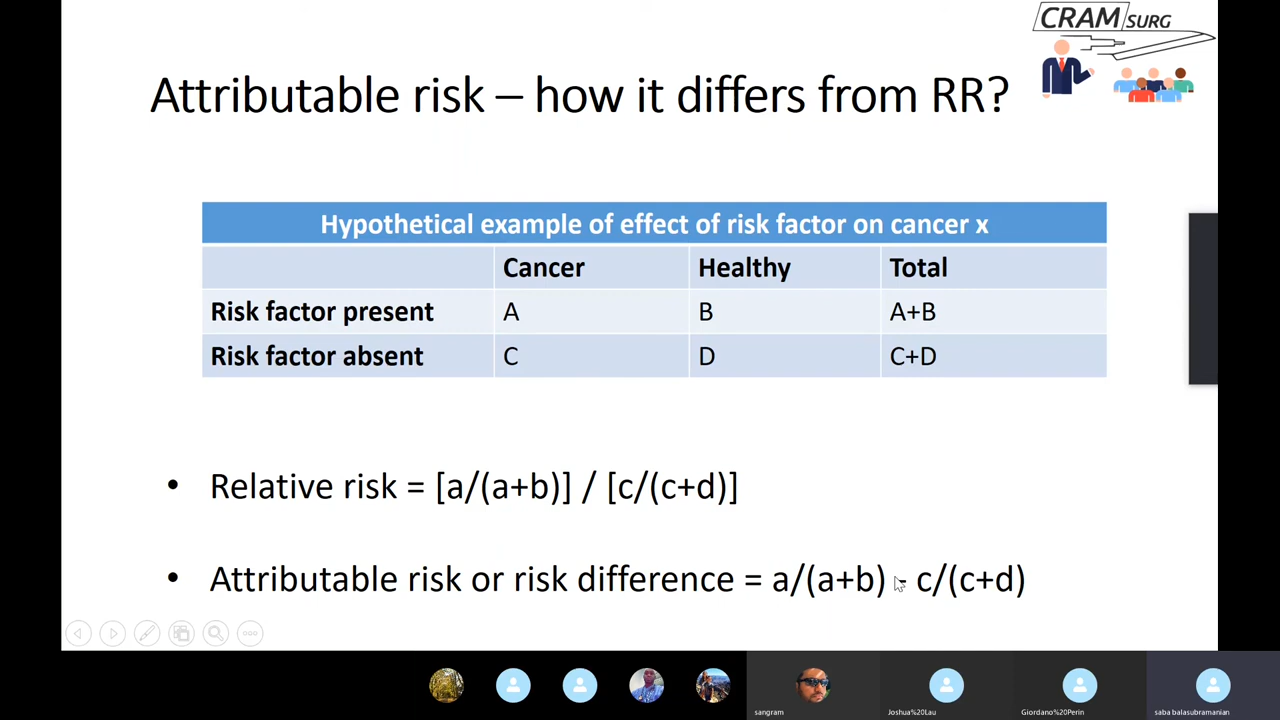 CRAMSURG
Attributable risk – how it differs from RR?
Hypothetical example of effect of risk factor on cancer x
Cancer Healthy Total
Risk factor present A B A+B
Risk factor absent C D C+D
• Relative risk = [a/(a+b)] / [c/(c+d)]
• Attributable risk or risk difference = a/(a+b) - c/(c+d)
sangram Joshua%20Lau Giordano%20Perin saba balasubramanian